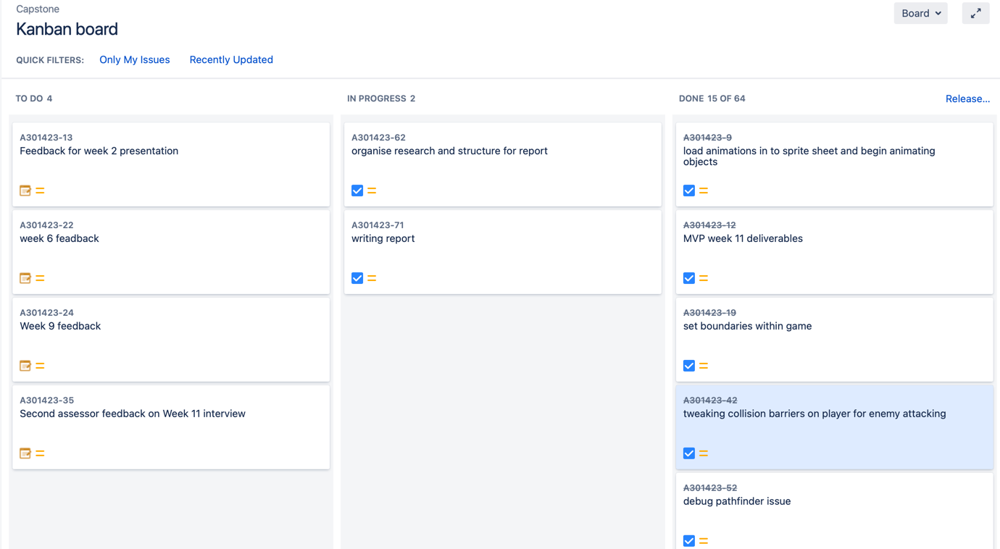 Capstone
Kanban board
Board
QUICK FILTERS: Only My Issues Recently Updated
TO DO 4
A301423-13
Feedback for week 2 presentation
A301423-22
week 6 feadback
A301423-24
Week 9 feedback
A301423-35
Second assessor feedback on Week 11 interview
IN PROGRESS 2
A301423-62
organise research and structure for report
A301423-71
writing report
DONE 15 OF 64
Release...
A301423-9
load animations in to sprite sheet and begin animating
objects
A301423-12
MVP week 11 deliverables
A301423-19
set boundaries within game
A301423-42
tweaking collision barriers on player for enemy attacking
A301423-52
debug pathfinder issue